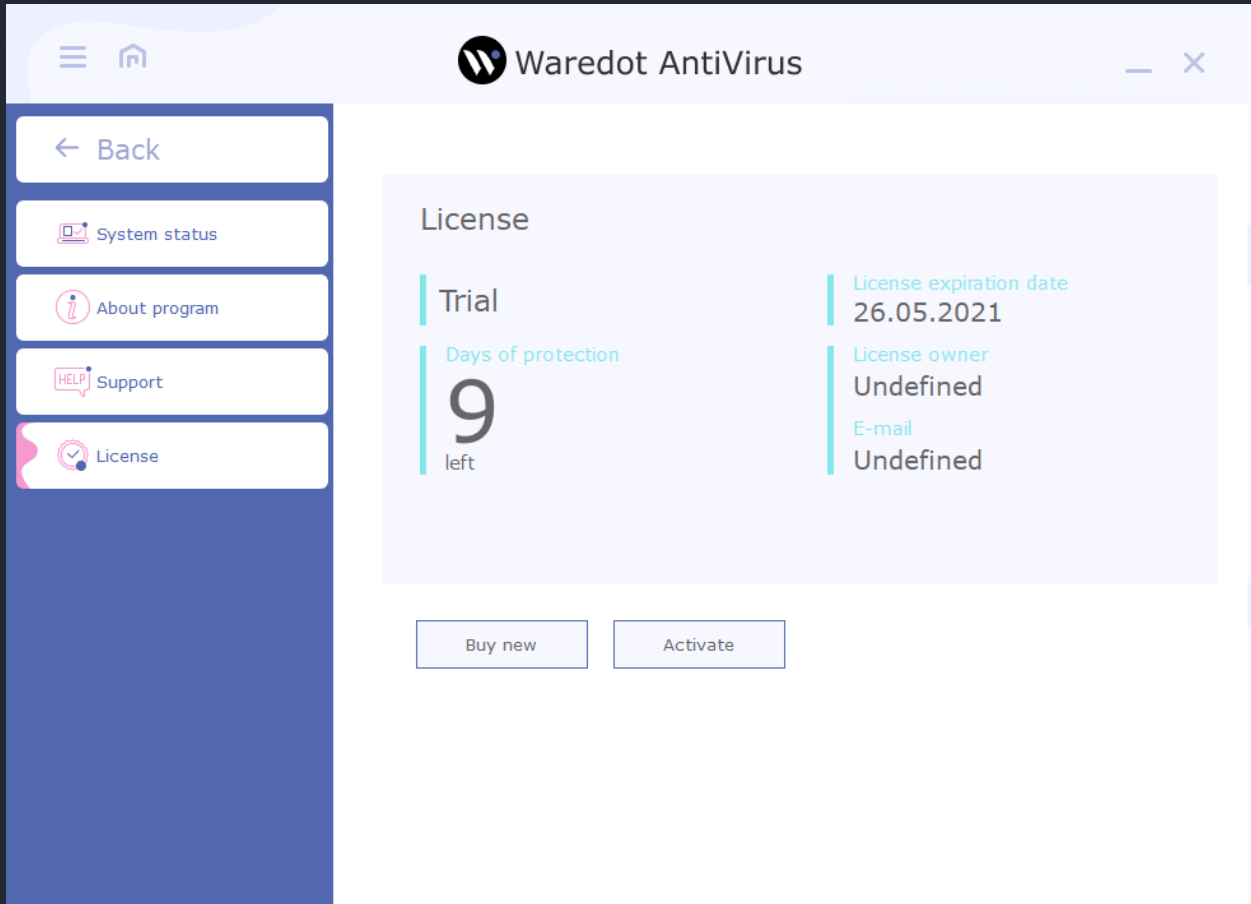 Waredot AntiVirus
Back
System status
About program
HELP Support
License
License
Trial
Days of protection
9
left
License expiration date
26.05.2021
License owner
Undefined
E-mail
Undefined
Buy new
Activate